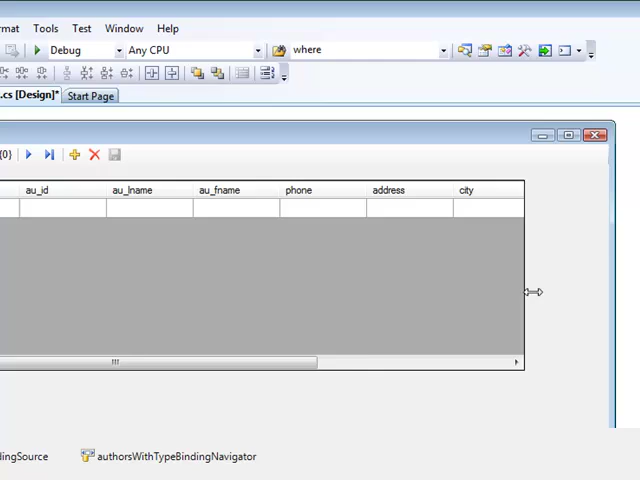 rmat Tools Test Window Help
Debug Any CPU where
.cs [Design]* Start Page
{0}
au_id au_lname au_fname phone address city
dingSource authorsWithTypeBindingNavigator